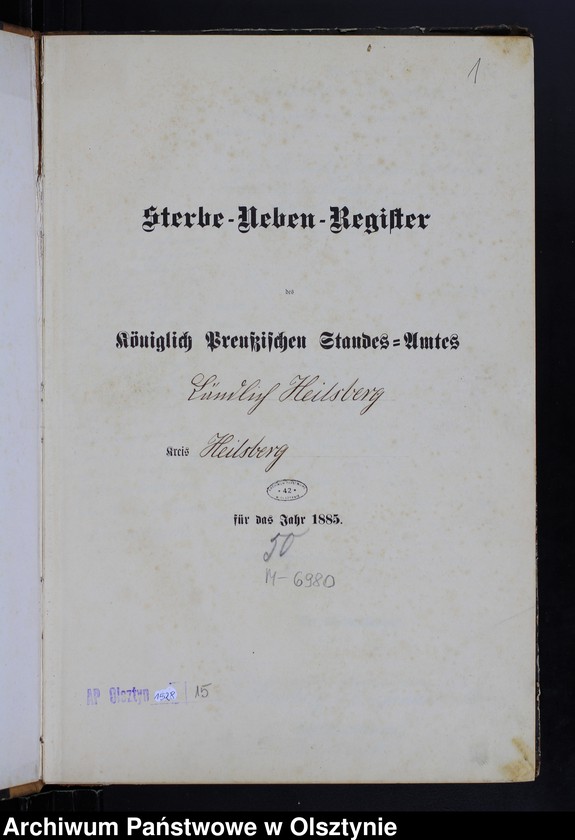 1
Sterbe-Neben-Register
des
Königlich Preußischen Standes-Amtes
Ländlich Heilsberg
Kreis Heilsberg
• 42 •
für das Jahr 1885.
50
M-6980
AP Olsztyn 1928 15
Archiwum Państwowe w Olsztynie